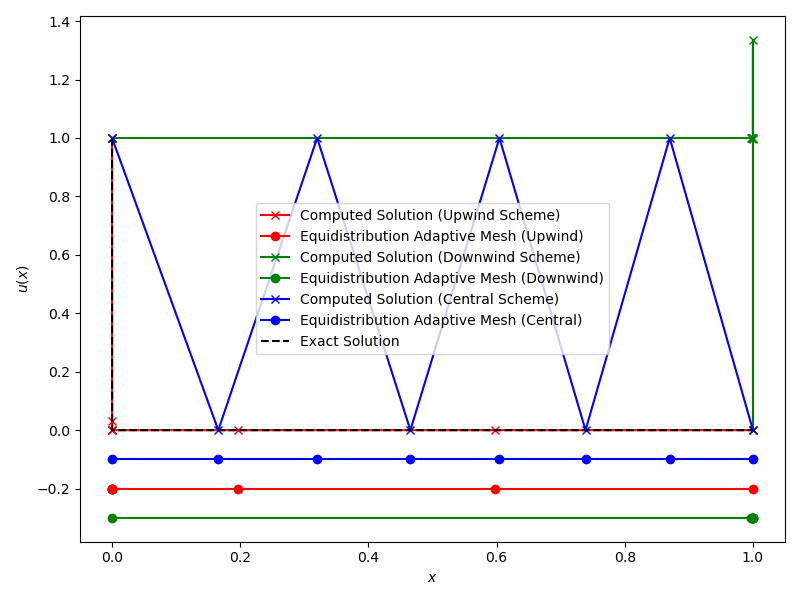 1.4
1.2
1.0
0.8
0.6
0.4
0.2
0.0
−0.2
u(x)
Computed Solution (Upwind Scheme)
Equidistribution Adaptive Mesh (Upwind)
Computed Solution (Downwind Scheme)
Equidistribution Adaptive Mesh (Downwind)
Computed Solution (Central Scheme)
Equidistribution Adaptive Mesh (Central)
Exact Solution
0.0 0.2 0.4 0.6 0.8 1.0
x